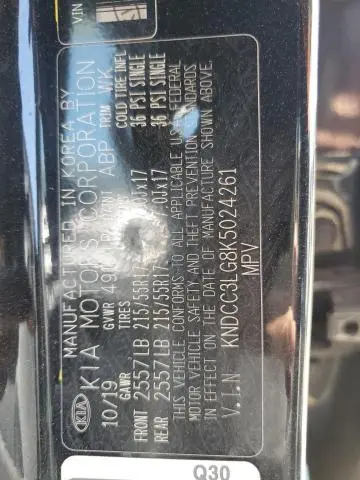 VIN
KIA
MANUFACTURED IN KOREA BY
KIA MOTORS CORPORATION
10/19 GVWR ABP TRIM WK
GAWR TIRES COLD TIRE INFL
FRONT 2557LB 215/55R17 36 PSI SINGLE
REAR 2557LB 215/55R17 36 PSI SINGLE
THIS VEHICLE CONFORMS TO ALL APPLICABLE U.S. FEDERAL
MOTOR VEHICLE SAFETY AND THEFT PREVENTION STANDARDS
IN EFFECT ON THE DATE OF MANUFACTURE SHOWN ABOVE.
V.I.N KNDCC3LG8K5024261
MPV
Q30